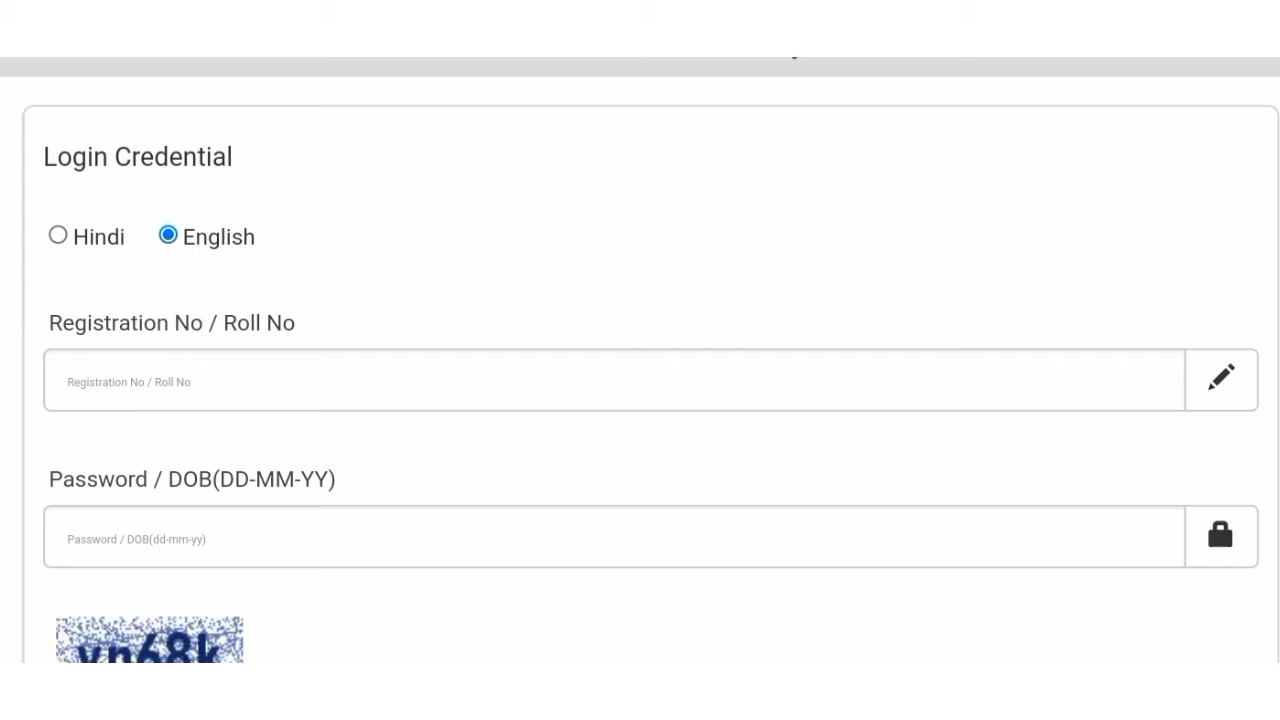 Login Credential
Hindi English
Registration No / Roll No
Registration No / Roll No
Password / DOB(DD-MM-YY)
Password / DOB(dd-mm-yy)